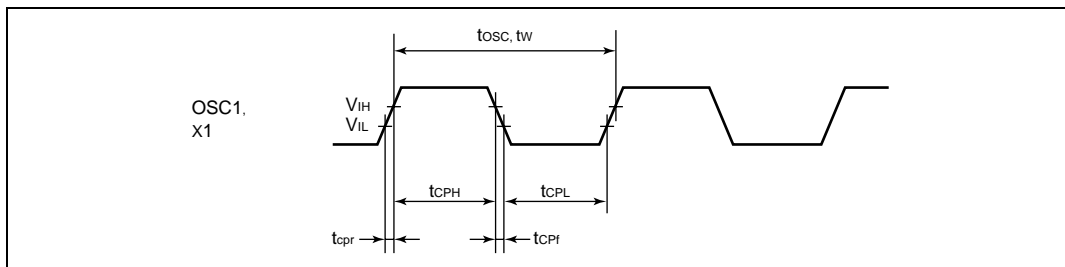 tosc, tw
OSC1,
X1
VIH
VIL
tCPH
tCPL
tcpr
tCPf